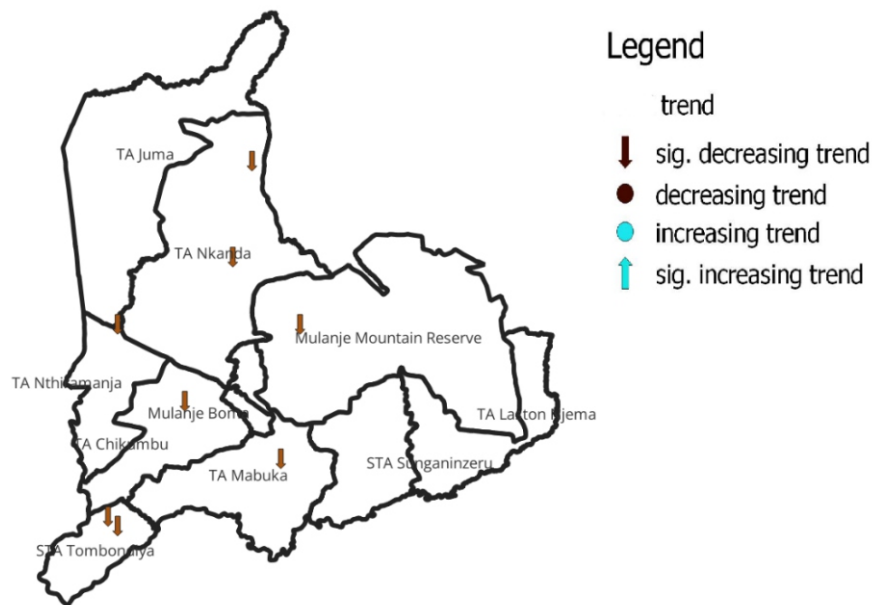 Legend
trend
sig. decreasing trend
decreasing trend
increasing trend
sig. increasing trend
TA Juma
TA Nkanda
Mulanje Mountain Reserve
TA Nthiramanja
Mulanje Boma
TA Chikumbu
TA Lacton Njema
STA Sunganinzeru
TA Mabuka
STA Tombondiya